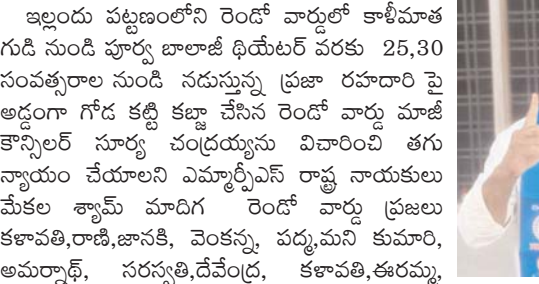 ఇల్లందు పట్టణంలోని రెండో వార్డులో కాళీమాత
గుడి నుండి పూర్వ బాలాజీ థియేటర్ వరకు 25,30
సంవత్సరాల నుండి నడుస్తున్న ప్రజా రహదారి పై
అడ్డంగా గోడ కట్టి కబ్జా చేసిన రెండో వార్డు మాజీ
కౌన్సిలర్ సూర్య చంద్రయ్యను విచారించి తగు
న్యాయం చేయాలని ఎమ్మార్పీఎస్ రాష్ట్ర నాయకులు
మేకల శ్యామ్ మాదిగ రెండో వార్డు ప్రజలు
కళావతి,రాణి,జానకి, వెంకన్న, పద్మ,మని కుమారి,
అమర్నాథ్, సరస్వతి,దేవేంద్ర, కళావతి,ఈరమ్మ,